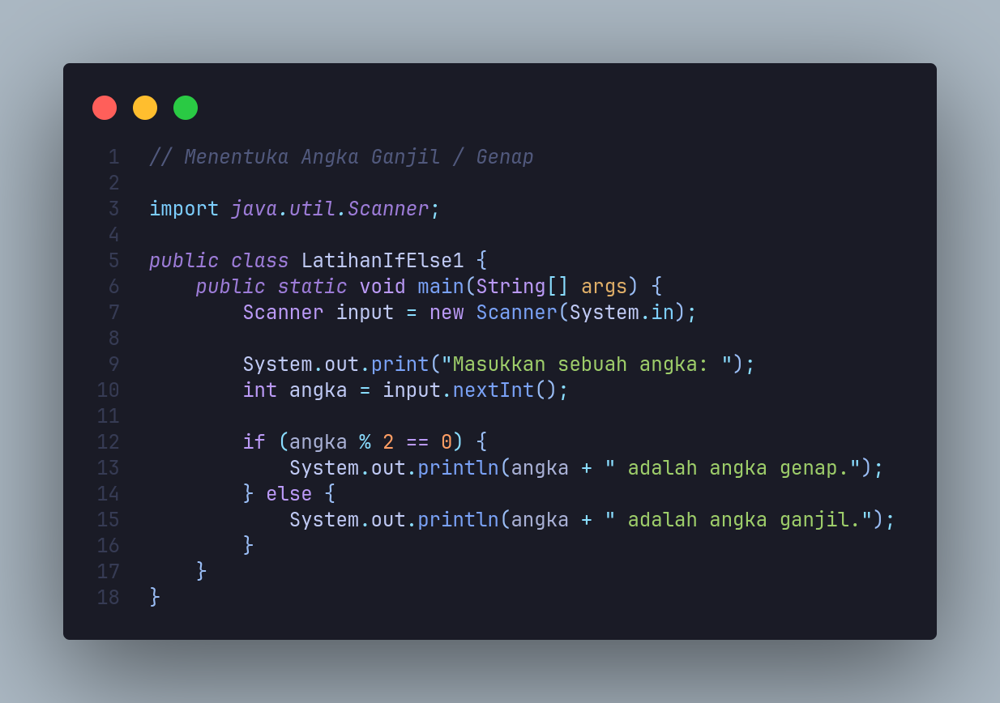 1 // Menentuka Angka Ganjil / Genap
2
3 import java.util.Scanner;
4
5 public class LatihanIfElse1 {
6     public static void main(String[] args) {
7         Scanner input = new Scanner(System.in);
8
9         System.out.print("Masukkan sebuah angka: ");
10         int angka = input.nextInt();
11
12         if (angka % 2 == 0) {
13             System.out.println(angka + " adalah angka genap.");
14         } else {
15             System.out.println(angka + " adalah angka ganjil.");
16         }
17     }
18 }